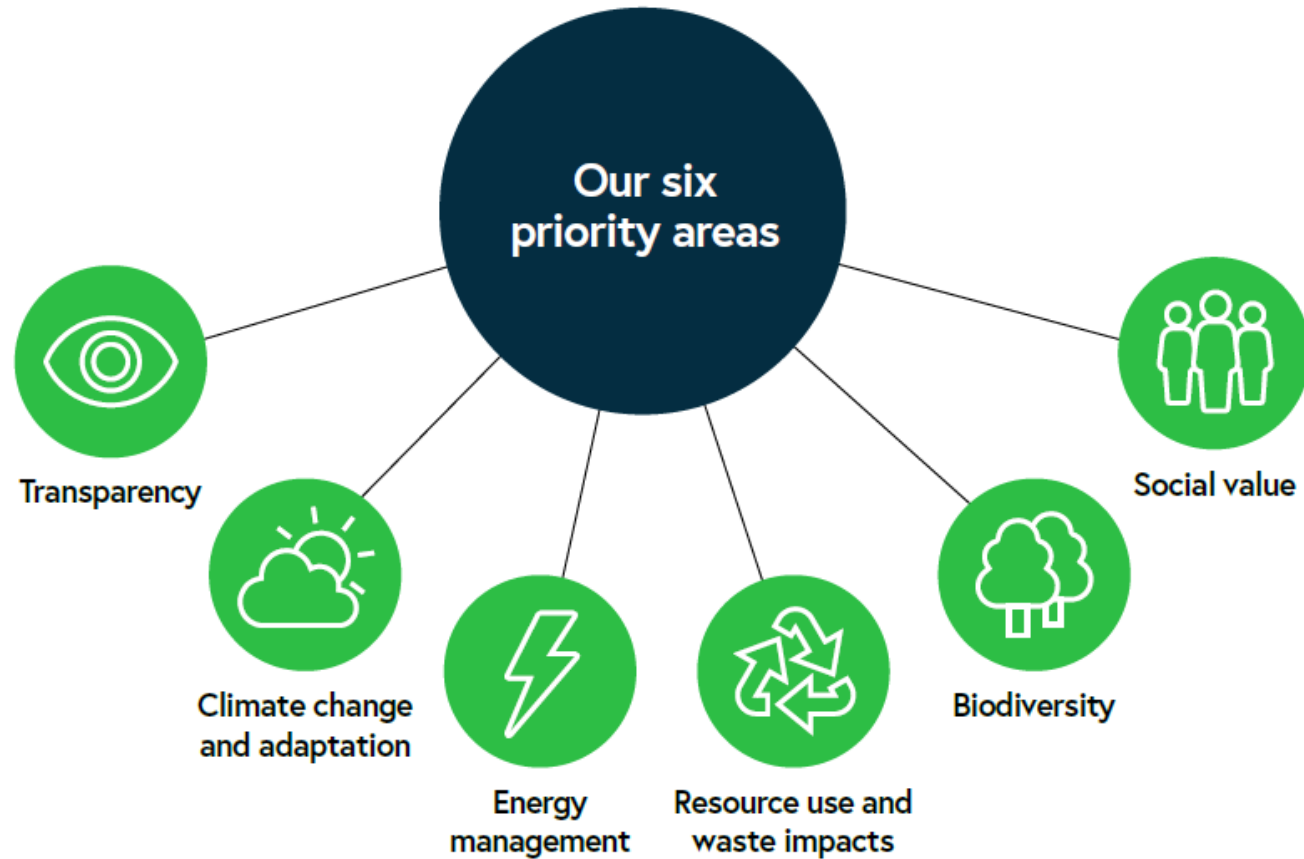 Our six
priority areas
Transparency
Climate change
and adaptation
Energy
management
Resource use and
waste impacts
Biodiversity
Social value